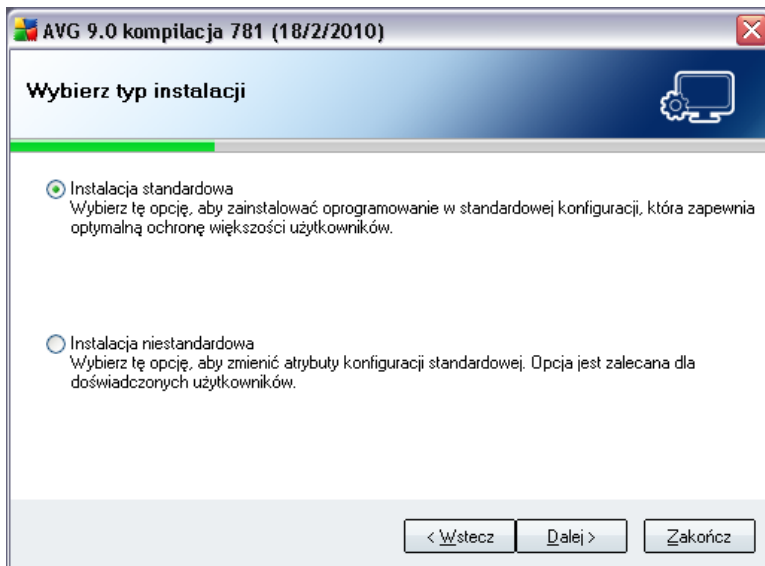 AVG 9.0 kompilacja 781 (18/2/2010)
Wybierz typ instalacji
Instalacja standardowa
Wybierz tę opcję, aby zainstalować oprogramowanie w standardowej konfiguracji, która zapewnia
optymalną ochronę większości użytkowników.
Instalacja niestandardowa
Wybierz tę opcję, aby zmienić atrybuty konfiguracji standardowej. Opcja jest zalecana dla
doświadczonych użytkowników.
< Wstecz Dalej > Zakończ